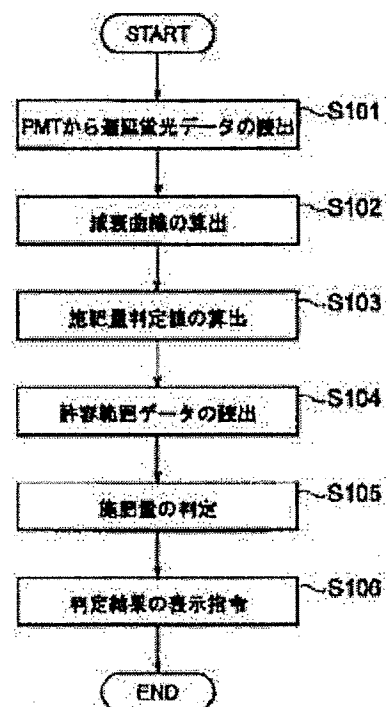 START
PMTから遅延蛍光データの読出
S101
減衰曲線の算出
S102
施肥量判定値の算出
S103
許容範囲データの読出
S104
施肥量の判定
S105
判定結果の表示指令
S106
END